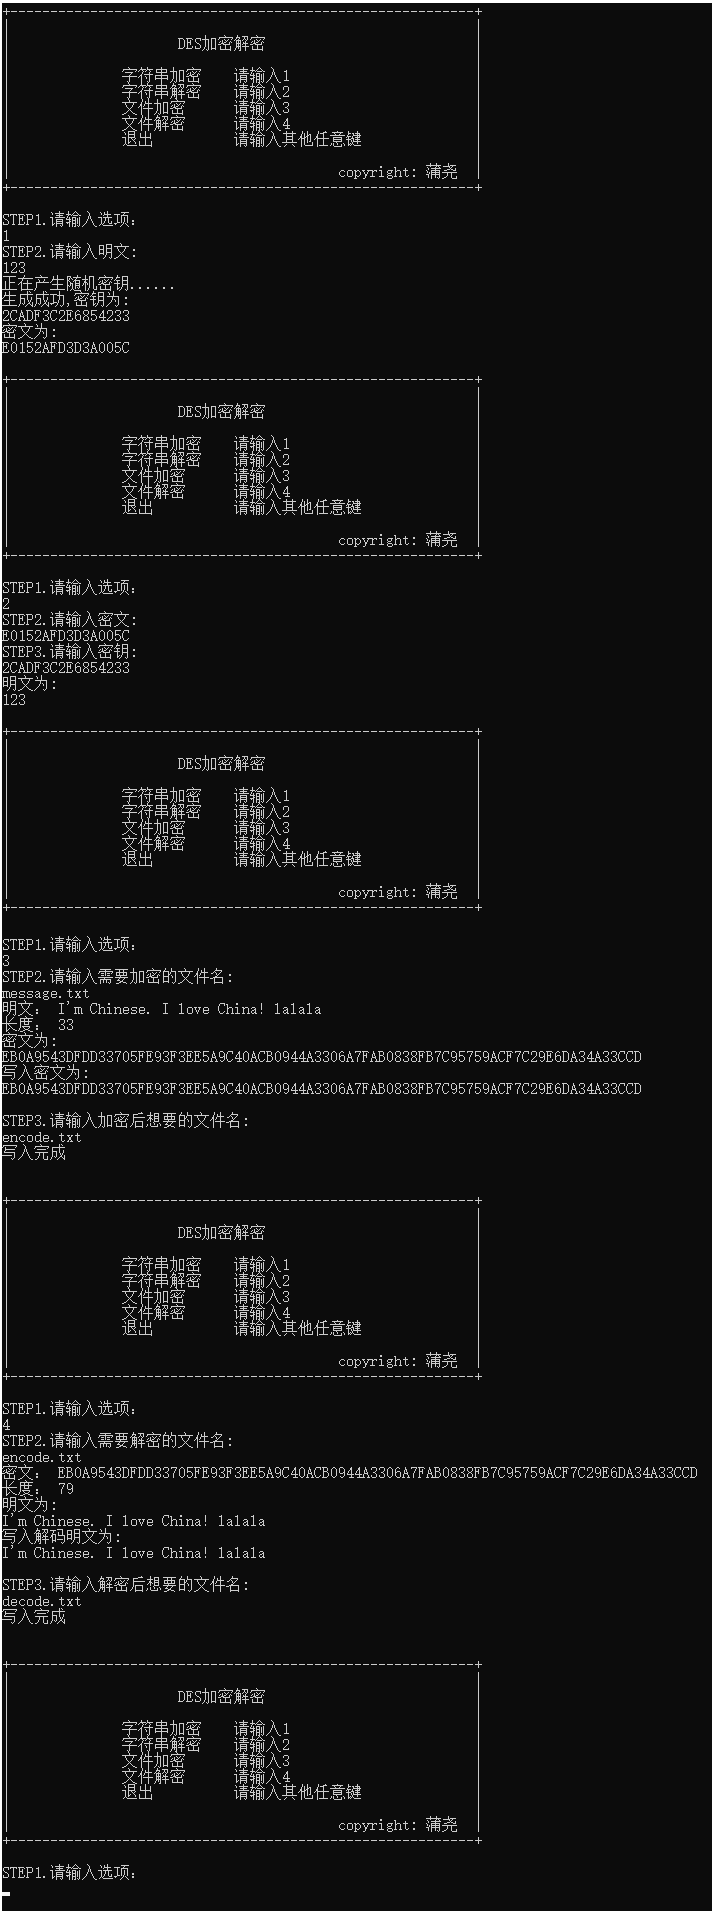 +----------------------------------------------------------+
DES加密解密
字符串加密 请输入1
字符串解密 请输入2
文件加密 请输入3
文件解密 请输入4
退出 请输入其他任意键
copyright: 蒲尧
+----------------------------------------------------------+
STEP1.请输入选项:
1
STEP2.请输入明文:
123
正在产生随机密钥......
生成成功,密钥为:
2CADF3C2E6854233
密文为:
E0152AFD3D3A005C
+----------------------------------------------------------+
DES加密解密
字符串加密 请输入1
字符串解密 请输入2
文件加密 请输入3
文件解密 请输入4
退出 请输入其他任意键
copyright: 蒲尧
+----------------------------------------------------------+
STEP1.请输入选项:
2
STEP2.请输入密文:
E0152AFD3D3A005C
STEP3.请输入密钥:
2CADF3C2E6854233
明文为:
123
+----------------------------------------------------------+
DES加密解密
字符串加密 请输入1
字符串解密 请输入2
文件加密 请输入3
文件解密 请输入4
退出 请输入其他任意键
copyright: 蒲尧
+----------------------------------------------------------+
STEP1.请输入选项:
3
STEP2.请输入需要加密的文件名:
message.txt
明文: I'm Chinese. I love China! lalala
长度: 33
密文为:
EB0A9543DFDD33705FE93F3EE5A9C40ACB0944A3306A7FAB0838FB7C95759ACF7C29E6DA34A33CCD
写入密文为:
EB0A9543DFDD33705FE93F3EE5A9C40ACB0944A3306A7FAB0838FB7C95759ACF7C29E6DA34A33CCD
STEP3.请输入加密后想要的文件名:
encode.txt
写入完成
+----------------------------------------------------------+
DES加密解密
字符串加密 请输入1
字符串解密 请输入2
文件加密 请输入3
文件解密 请输入4
退出 请输入其他任意键
copyright: 蒲尧
+----------------------------------------------------------+
STEP1.请输入选项:
4
STEP2.请输入需要解密的文件名:
encode.txt
密文: EB0A9543DFDD33705FE93F3EE5A9C40ACB0944A3306A7FAB0838FB7C95759ACF7C29E6DA34A33CCD
长度: 79
明文为:
I'm Chinese. I love China! lalala
写入解码明文为:
I'm Chinese. I love China! lalala
STEP3.请输入解密后想要的文件名:
decode.txt
写入完成
+----------------------------------------------------------+
DES加密解密
字符串加密 请输入1
字符串解密 请输入2
文件加密 请输入3
文件解密 请输入4
退出 请输入其他任意键
copyright: 蒲尧
+----------------------------------------------------------+
STEP1.请输入选项: